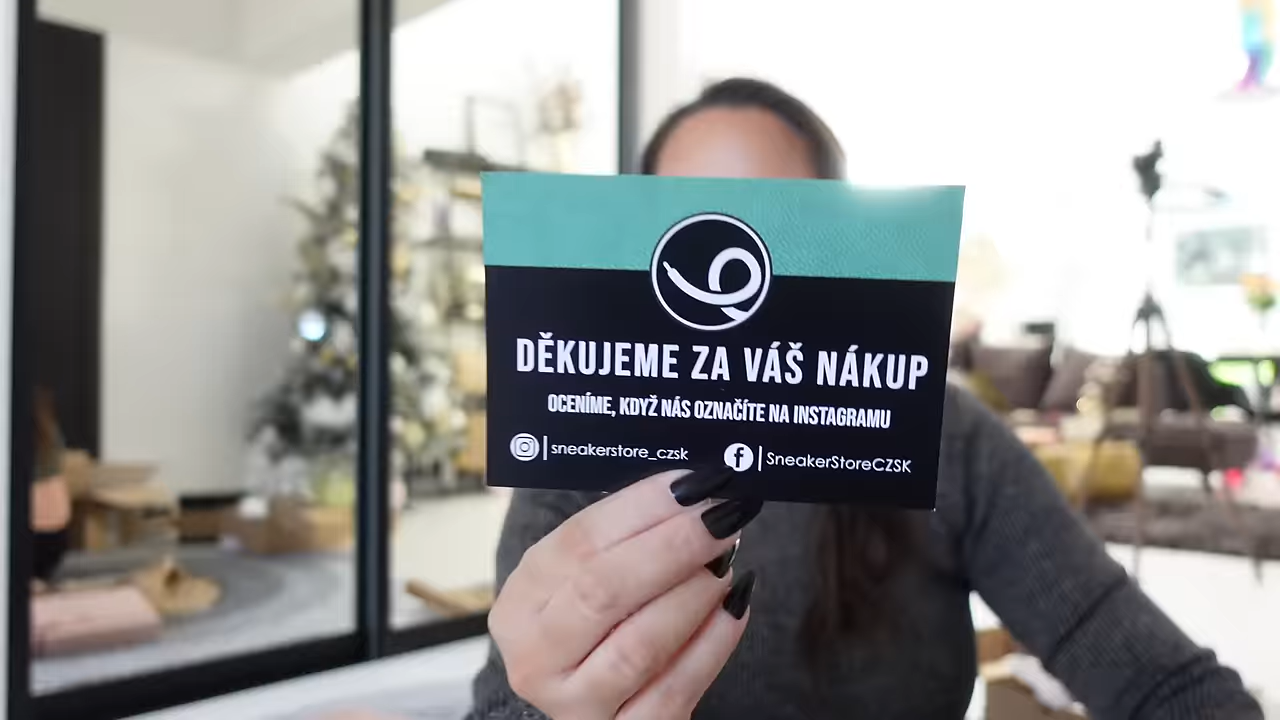 DĚKUJEME ZA VÁŠ NÁKUP
OCENÍME, KDYŽ NÁS OZNAČÍTE NA INSTAGRAMU
sneakerstore_czsk
SneakerStoreCZSK